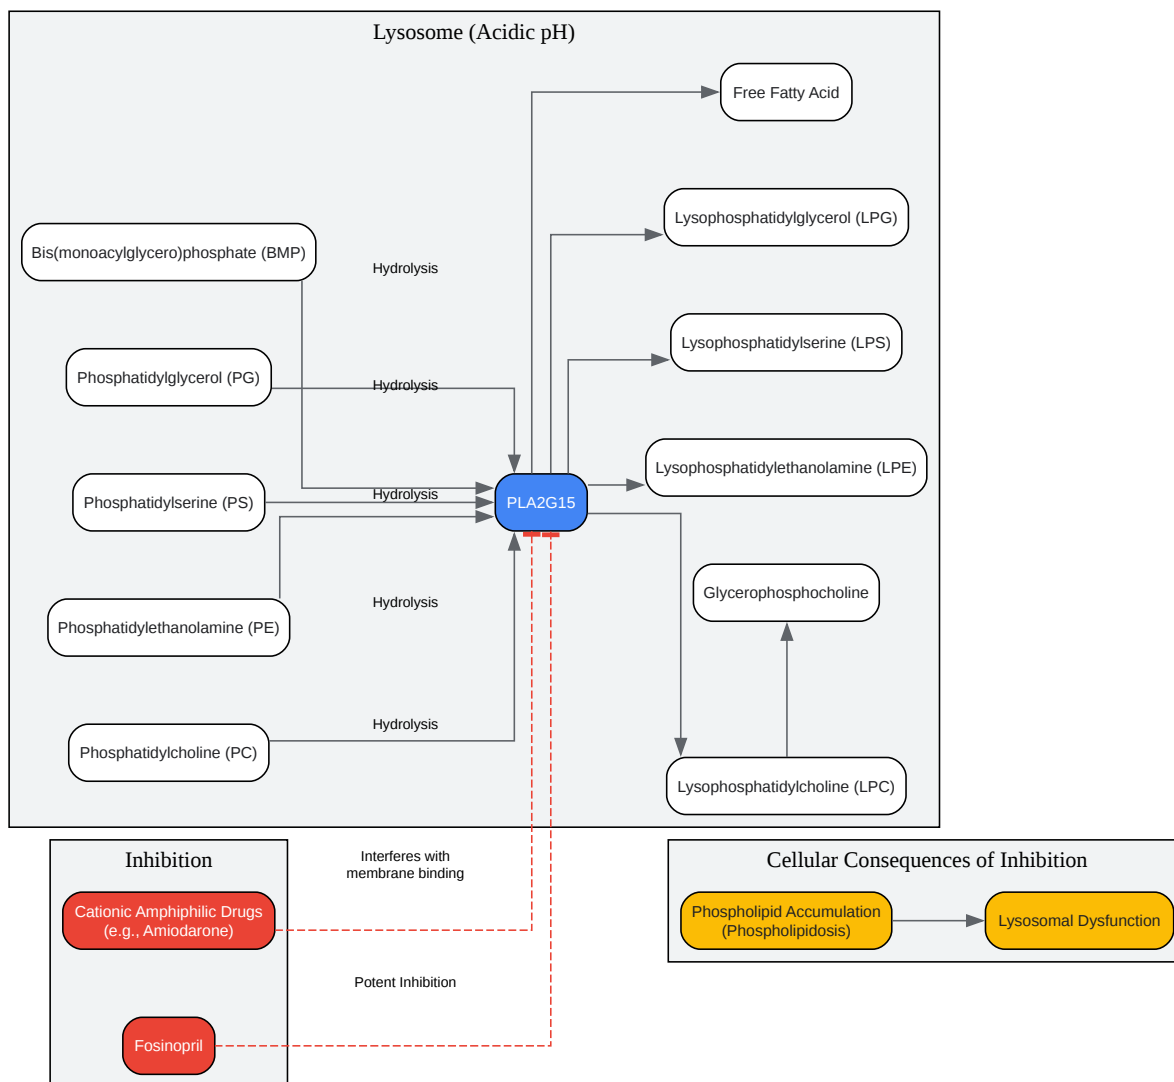 Lysosome (Acidic pH)
Free Fatty Acid
Lysophosphatidylglycerol (LPG)
Bis(monoacylglycero)phosphate (BMP)
Hydrolysis
Lysophosphatidylserine (LPS)
Phosphatidylglycerol (PG)
Hydrolysis
Lysophosphatidylethanolamine (LPE)
Phosphatidylserine (PS)
Hydrolysis
PLA2G15
Glycerophosphocholine
Phosphatidylethanolamine (PE)
Hydrolysis
Phosphatidylcholine (PC)
Hydrolysis
Lysophosphatidylcholine (LPC)
Inhibition
Interferes with
membrane binding
Cationic Amphiphilic Drugs
(e.g., Amiodarone)
Potent Inhibition
Fosinopril
Cellular Consequences of Inhibition
Phospholipid Accumulation
(Phospholipidosis)
Lysosomal Dysfunction